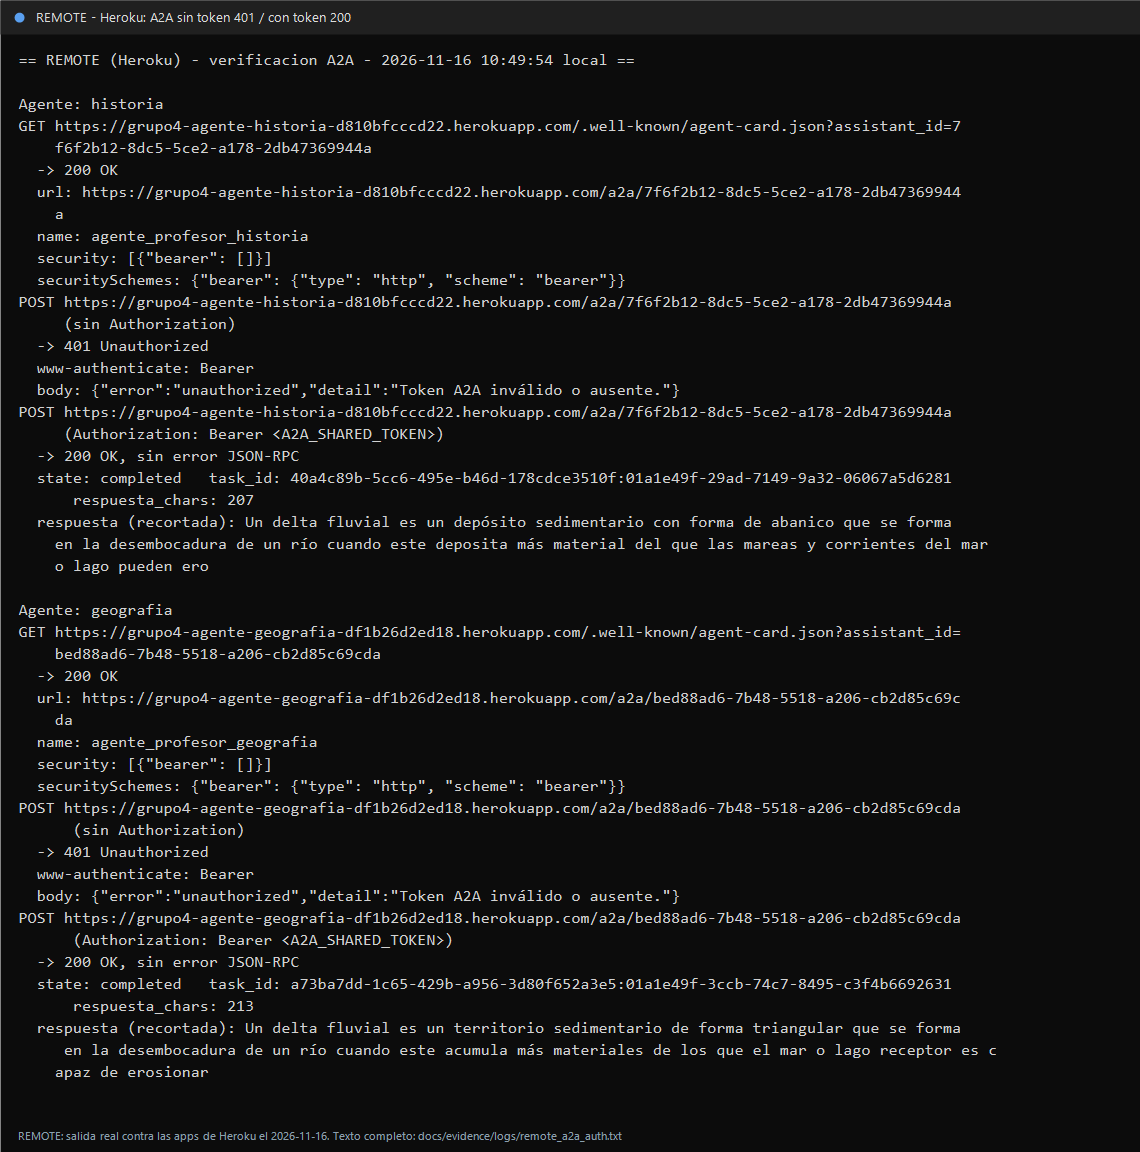 REMOTE - Heroku: A2A sin token 401 / con token 200
== REMOTE (Heroku) - verificacion A2A - 2026-11-16 10:49:54 local ==
Agente: historia
GET https://grupo4-agente-historia-d810bfcccd22.herokuapp.com/.well-known/agent-card.json?assistant_id=7
f6f2b12-8dc5-5ce2-a178-2db47369944a
-> 200 OK
url: https://grupo4-agente-historia-d810bfcccd22.herokuapp.com/a2a/7f6f2b12-8dc5-5ce2-a178-2db47369944
a
name: agente_profesor_historia
security: [{"bearer": []}]
securitySchemes: {"bearer": {"type": "http", "scheme": "bearer"}}
POST https://grupo4-agente-historia-d810bfcccd22.herokuapp.com/a2a/7f6f2b12-8dc5-5ce2-a178-2db47369944a
(sin Authorization)
-> 401 Unauthorized
www-authenticate: Bearer
body: {"error":"unauthorized","detail":"Token A2A inválido o ausente."}
POST https://grupo4-agente-historia-d810bfcccd22.herokuapp.com/a2a/7f6f2b12-8dc5-5ce2-a178-2db47369944a
(Authorization: Bearer <A2A_SHARED_TOKEN>)
-> 200 OK, sin error JSON-RPC
state: completed   task_id: 40a4c89b-5cc6-495e-b46d-178cdce3510f:01a1e49f-29ad-7149-9a32-06067a5d6281
respuesta_chars: 207
respuesta (recortada): Un delta fluvial es un depósito sedimentario con forma de abanico que se forma
en la desembocadura de un río cuando este deposita más material del que las mareas y corrientes del mar
o lago pueden ero
Agente: geografia
GET https://grupo4-agente-geografia-df1b26d2ed18.herokuapp.com/.well-known/agent-card.json?assistant_id=
bed88ad6-7b48-5518-a206-cb2d85c69cda
-> 200 OK
url: https://grupo4-agente-geografia-df1b26d2ed18.herokuapp.com/a2a/bed88ad6-7b48-5518-a206-cb2d85c69c
da
name: agente_profesor_geografia
security: [{"bearer": []}]
securitySchemes: {"bearer": {"type": "http", "scheme": "bearer"}}
POST https://grupo4-agente-geografia-df1b26d2ed18.herokuapp.com/a2a/bed88ad6-7b48-5518-a206-cb2d85c69cda
(sin Authorization)
-> 401 Unauthorized
www-authenticate: Bearer
body: {"error":"unauthorized","detail":"Token A2A inválido o ausente."}
POST https://grupo4-agente-geografia-df1b26d2ed18.herokuapp.com/a2a/bed88ad6-7b48-5518-a206-cb2d85c69cda
(Authorization: Bearer <A2A_SHARED_TOKEN>)
-> 200 OK, sin error JSON-RPC
state: completed   task_id: a73ba7dd-1c65-429b-a956-3d80f652a3e5:01a1e49f-3ccb-74c7-8495-c3f4b6692631
respuesta_chars: 213
respuesta (recortada): Un delta fluvial es un territorio sedimentario de forma triangular que se forma
en la desembocadura de un río cuando este acumula más materiales de los que el mar o lago receptor es c
apaz de erosionar
REMOTE: salida real contra las apps de Heroku el 2026-11-16. Texto completo: docs/evidence/logs/remote_a2a_auth.txt